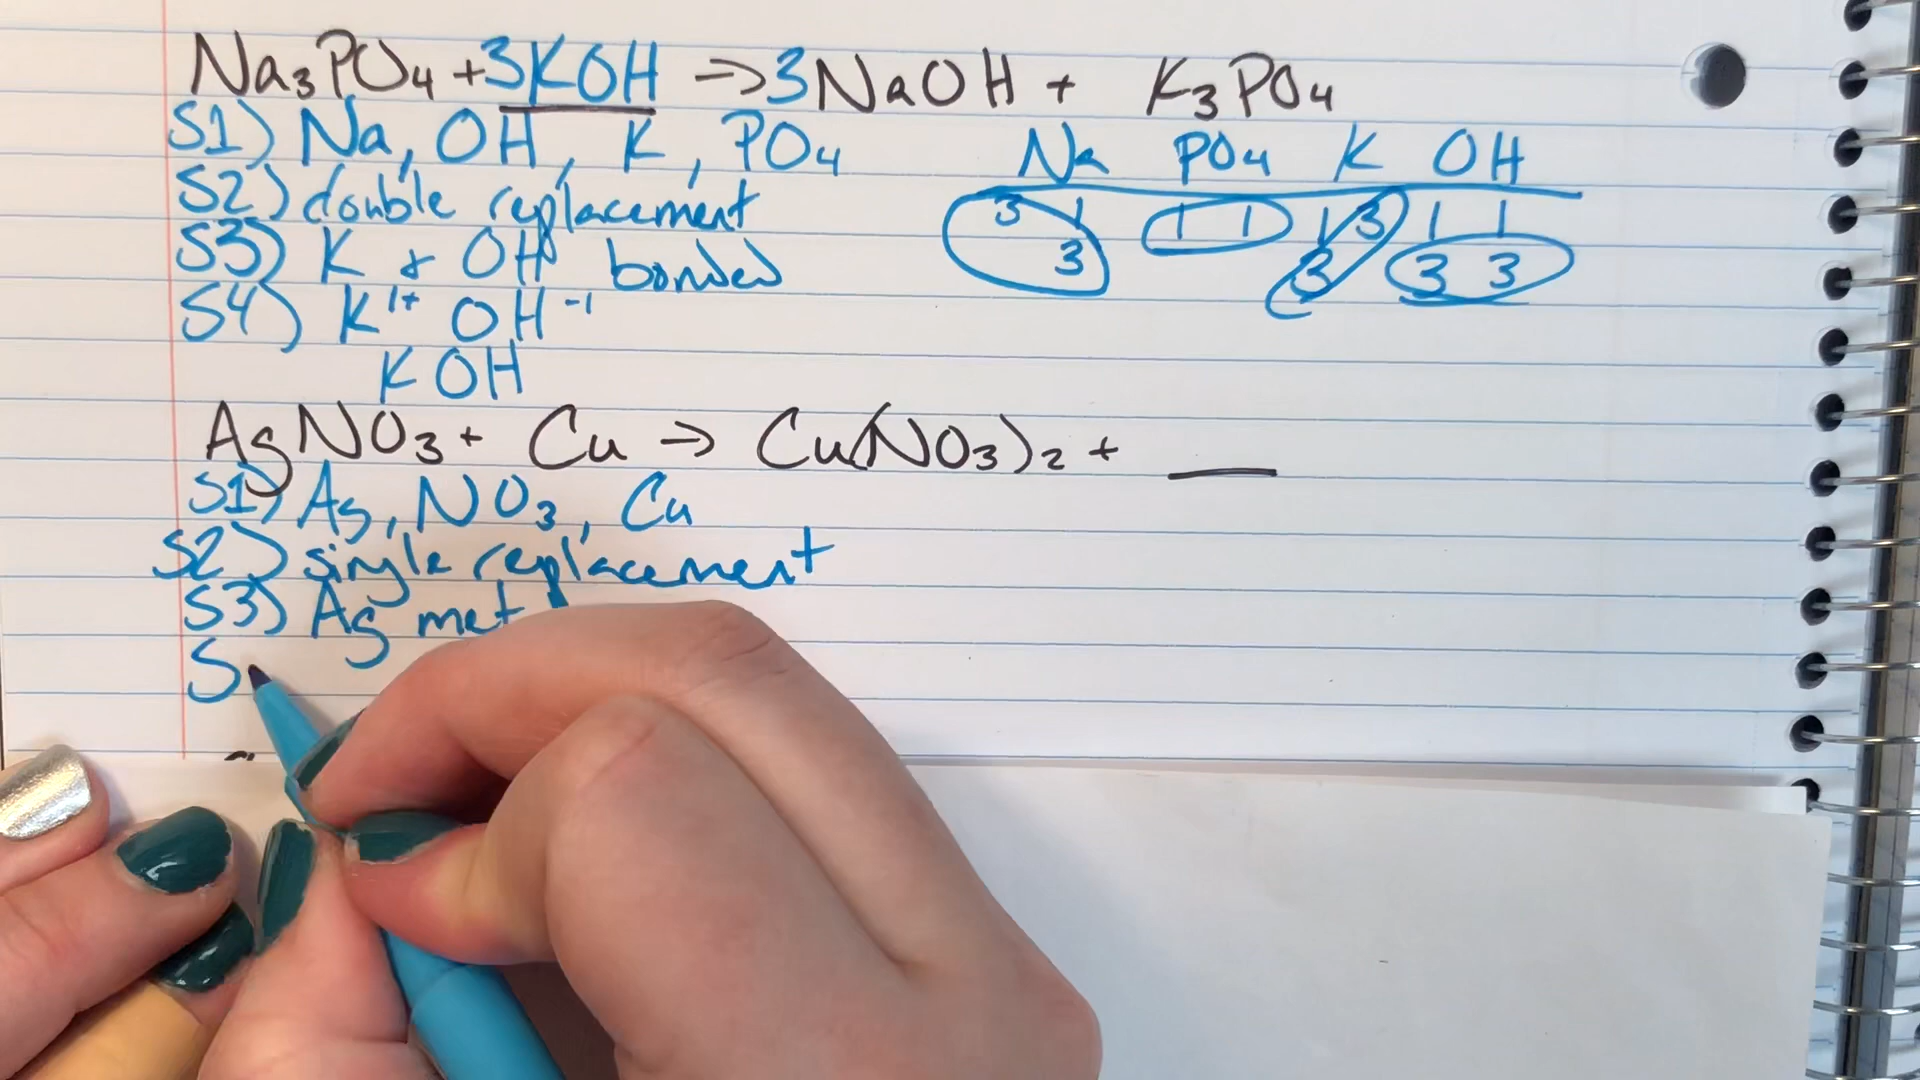 Na₃PO₄ + 3KOH → 3NaOH + K₃PO₄
S1) Na, OH, K, PO₄
Na PO₄ K OH
S2) double replacement
3 1 1 1 1 3 1 1
S3) K & OH bonded
3 3 3 3
S4) K¹⁺ OH⁻¹
KOH
AgNO₃ + Cu → Cu(NO₃)₂ + __
S1) Ag, NO₃, Cu
S2) single replacement
S3) Ag
S